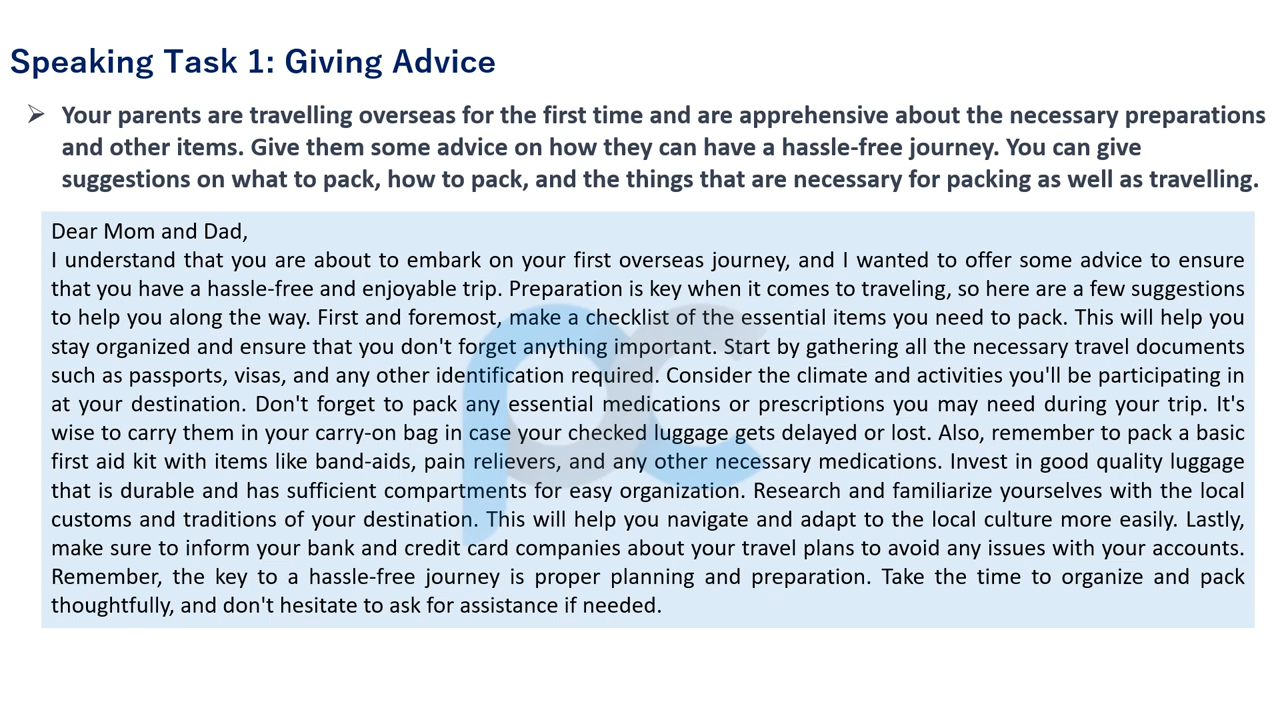 Speaking Task 1: Giving Advice
Your parents are travelling overseas for the first time and are apprehensive about the necessary preparations
and other items. Give them some advice on how they can have a hassle-free journey. You can give
suggestions on what to pack, how to pack, and the things that are necessary for packing as well as travelling.
Dear Mom and Dad,
I understand that you are about to embark on your first overseas journey, and I wanted to offer some advice to ensure
that you have a hassle-free and enjoyable trip. Preparation is key when it comes to traveling, so here are a few suggestions
to help you along the way. First and foremost, make a checklist of the essential items you need to pack. This will help you
stay organized and ensure that you don't forget anything important. Start by gathering all the necessary travel documents
such as passports, visas, and any other identification required. Consider the climate and activities you'll be participating in
at your destination. Don't forget to pack any essential medications or prescriptions you may need during your trip. It's
wise to carry them in your carry-on bag in case your checked luggage gets delayed or lost. Also, remember to pack a basic
first aid kit with items like band-aids, pain relievers, and any other necessary medications. Invest in good quality luggage
that is durable and has sufficient compartments for easy organization. Research and familiarize yourselves with the local
customs and traditions of your destination. This will help you navigate and adapt to the local culture more easily. Lastly,
make sure to inform your bank and credit card companies about your travel plans to avoid any issues with your accounts.
Remember, the key to a hassle-free journey is proper planning and preparation. Take the time to organize and pack
thoughtfully, and don't hesitate to ask for assistance if needed.
pc